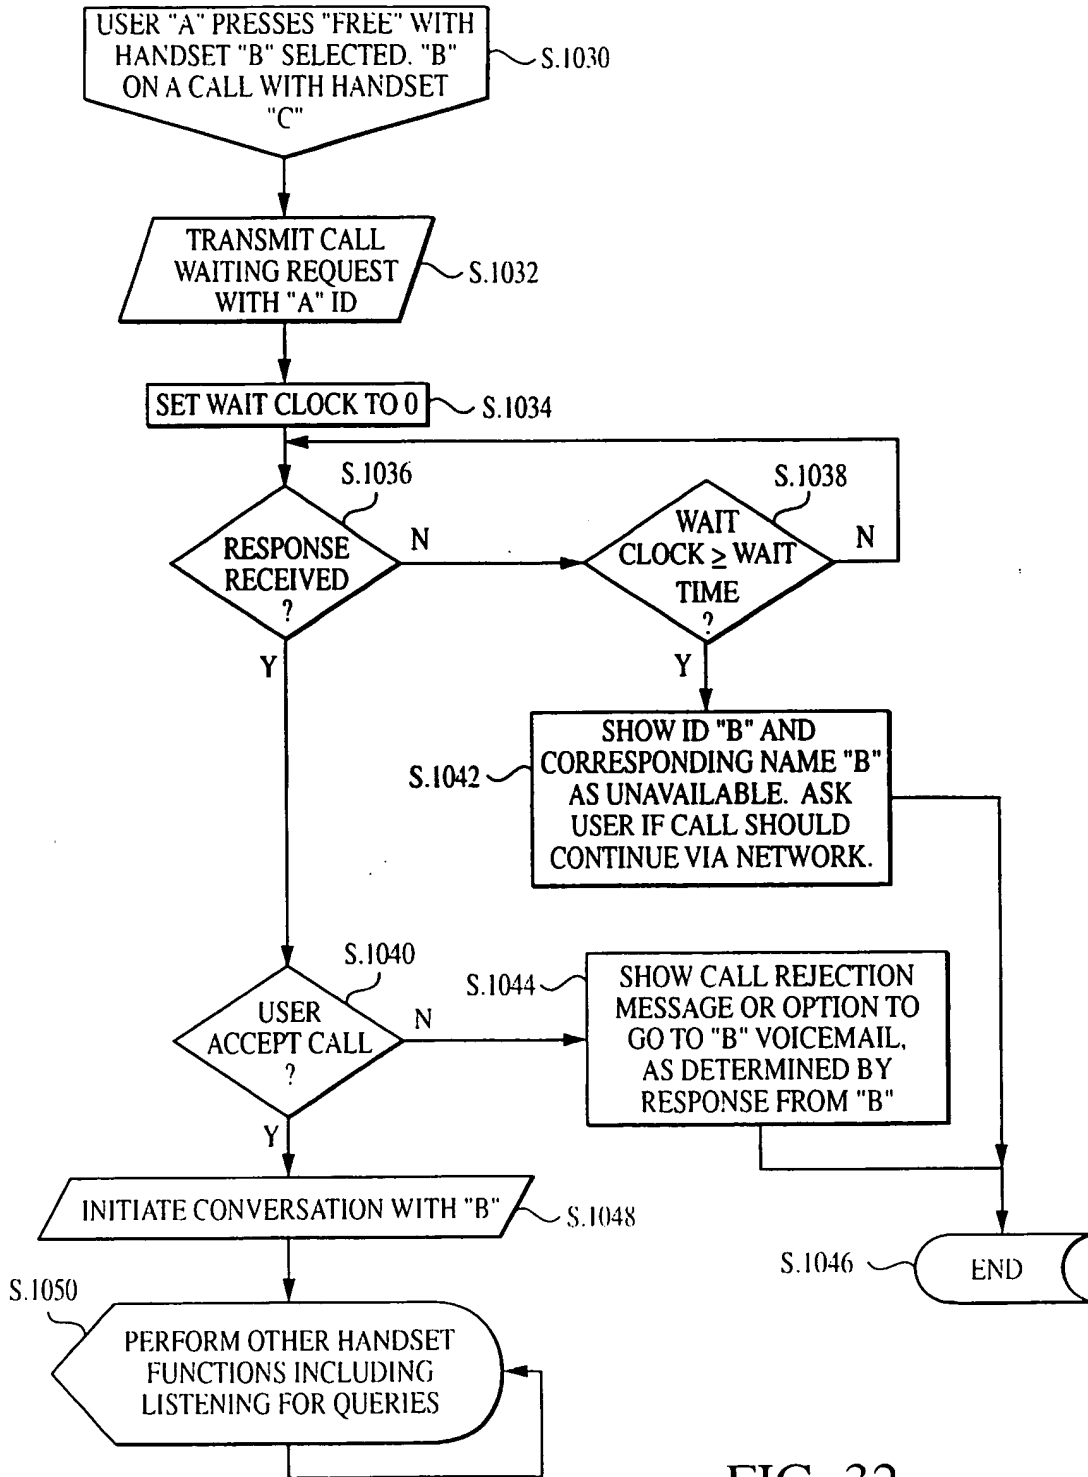 USER "A" PRESSES "FREE" WITH
HANDSET "B" SELECTED. "B"
ON A CALL WITH HANDSET
"C"
S.1030
TRANSMIT CALL
WAITING REQUEST
WITH "A" ID
S.1032
SET WAIT CLOCK TO 0
S.1034
S.1036
RESPONSE
RECEIVED
?
N
Y
S.1038
WAIT
CLOCK ≥ WAIT
TIME
?
N
Y
S.1042
SHOW ID "B" AND
CORRESPONDING NAME "B"
AS UNAVAILABLE. ASK
USER IF CALL SHOULD
CONTINUE VIA NETWORK.
S.1040
USER
ACCEPT CALL
?
N
Y
S.1044
SHOW CALL REJECTION
MESSAGE OR OPTION TO
GO TO "B" VOICEMAIL,
AS DETERMINED BY
RESPONSE FROM "B"
INITIATE CONVERSATION WITH "B"
S.1048
S.1046
END
S.1050
PERFORM OTHER HANDSET
FUNCTIONS INCLUDING
LISTENING FOR QUERIES
FIG. 32